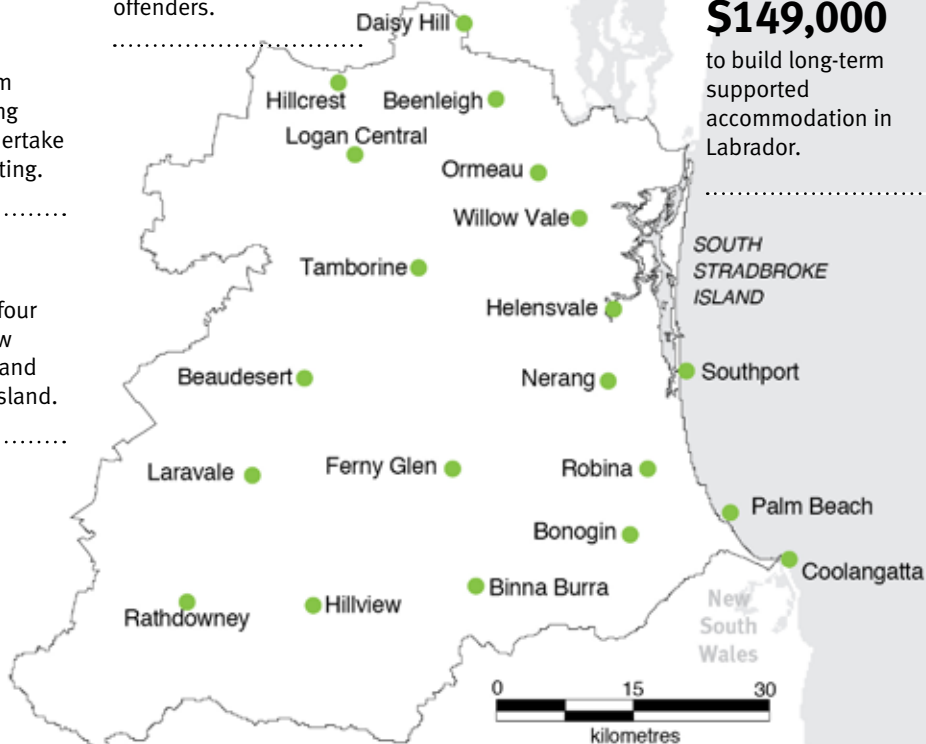 offenders.
ng
ertake
ting.
four
and
sland.
$149,000
to build long-term
supported
accommodation in
Labrador.
Daisy Hill
Hillcrest
Beenleigh
Logan Central
Ormeau
Willow Vale
SOUTH
STRADBROKE
ISLAND
Tamborine
Helensvale
Beaudesert
Nerang
Southport
Laravale
Ferny Glen
Robina
Palm Beach
Bonogin
Coolangatta
Binna Burra
Rathdowney
Hillview
New
South
Wales
0 15 30
kilometres